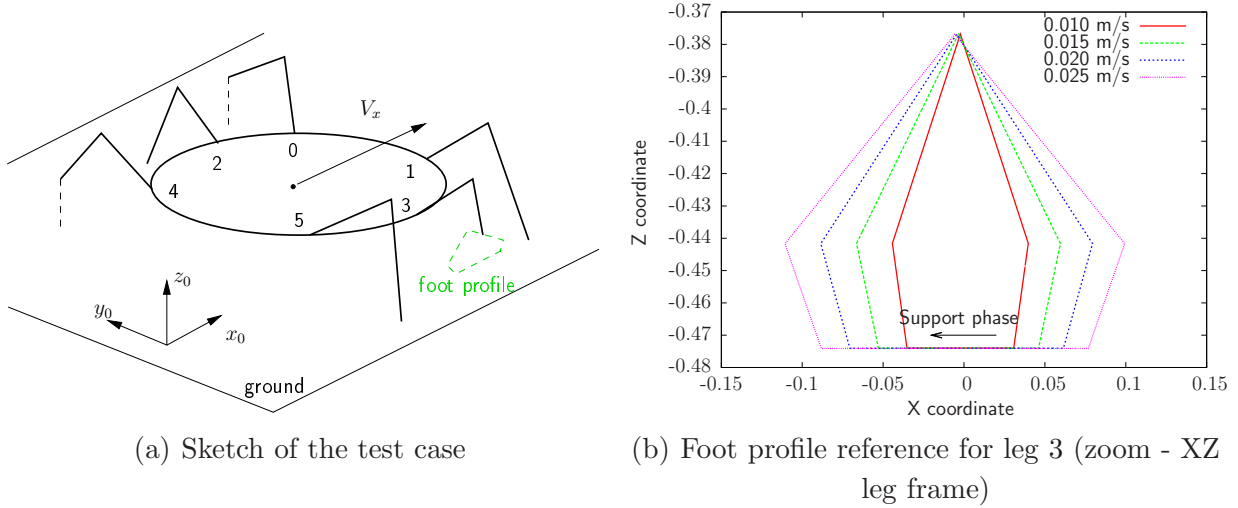 V_x
0
2
1
4
3
5
foot profile
z_0
y_0
x_0
ground
(a) Sketch of the test case
-0.37
-0.38
-0.39
-0.4
-0.41
-0.42
-0.43
-0.44
-0.45
-0.46
-0.47
-0.48
Z coordinate
0.010 m/s
0.015 m/s
0.020 m/s
0.025 m/s
Support phase
-0.15
-0.1
-0.05
0
0.05
0.1
0.15
X coordinate
(b) Foot profile reference for leg 3 (zoom - XZ
leg frame)